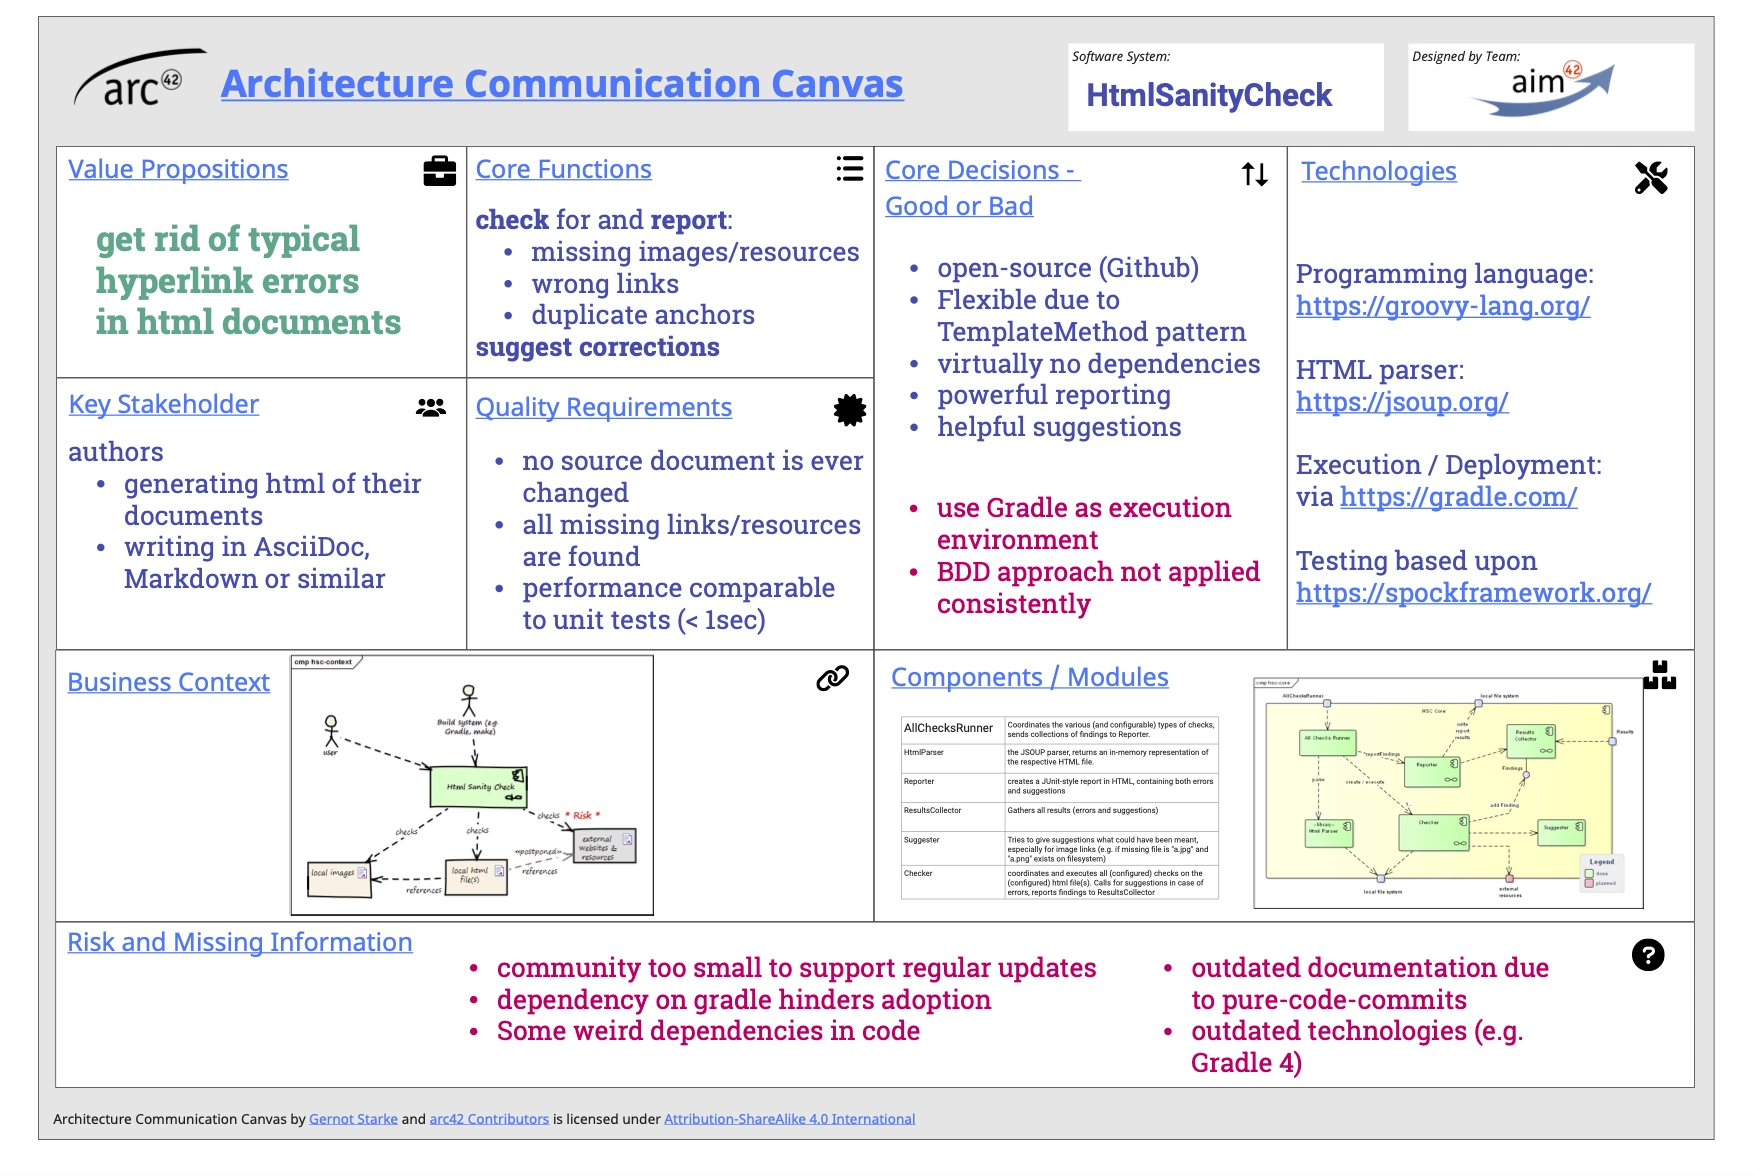 arc42
Architecture Communication Canvas
Software System:
HtmlSanityCheck
Designed by Team:
aim42
Value Propositions
get rid of typical
hyperlink errors
in html documents
Core Functions
check for and report:
• missing images/resources
• wrong links
• duplicate anchors
suggest corrections
Core Decisions -
Good or Bad
• open-source (Github)
• Flexible due to
TemplateMethod pattern
• virtually no dependencies
• powerful reporting
• helpful suggestions
• use Gradle as execution
environment
• BDD approach not applied
consistently
Technologies
Programming language:
https://groovy-lang.org/
HTML parser:
https://jsoup.org/
Execution / Deployment:
via https://gradle.com/
Testing based upon
https://spockframework.org/
Key Stakeholder
authors
• generating html of their
documents
• writing in AsciiDoc,
Markdown or similar
Quality Requirements
• no source document is ever
changed
• all missing links/resources
are found
• performance comparable
to unit tests (< 1sec)
Business Context
cmp hsc-context
user
Build system (e.g.
Gradle, make)
Html Sanity Check
checks
checks
checks
* Risk *
external
websites &
resources
«postponed»
references
local images
local html
file(s)
references
Components / Modules
AllChecksRunner
Coordinates the various (and configurable) types of checks,
sends collections of findings to Reporter.
HtmlParser
the JSOUP parser, returns an in-memory representation of
the respective HTML file.
Reporter
creates a JUnit-style report in HTML, containing both errors
and suggestions
ResultsCollector
Gathers all results (errors and suggestions)
Suggester
Tries to give suggestions what could have been meant,
especially for image links (e.g. if missing file is "a.jpg" and
"a.png" exists on filesystem)
Checker
coordinates and executes all (configured) checks on the
(configured) html file(s). Calls for suggestions in case of
errors, reports findings to ResultsCollector
cmp hsc-core
AllChecksRunner
local file system
HSC Core
write
report
results
All Checks Runner
reportFindings
Reporter
Results
Collector
Results
Findings
parse
create / execute
add Finding
«library»
Html Parser
Checker
Suggester
local file system
external
resources
Legend
done
planned
Risk and Missing Information
• community too small to support regular updates
• dependency on gradle hinders adoption
• Some weird dependencies in code
• outdated documentation due
to pure-code-commits
• outdated technologies (e.g.
Gradle 4)
Architecture Communication Canvas by Gernot Starke and arc42 Contributors is licensed under Attribution-ShareAlike 4.0 International